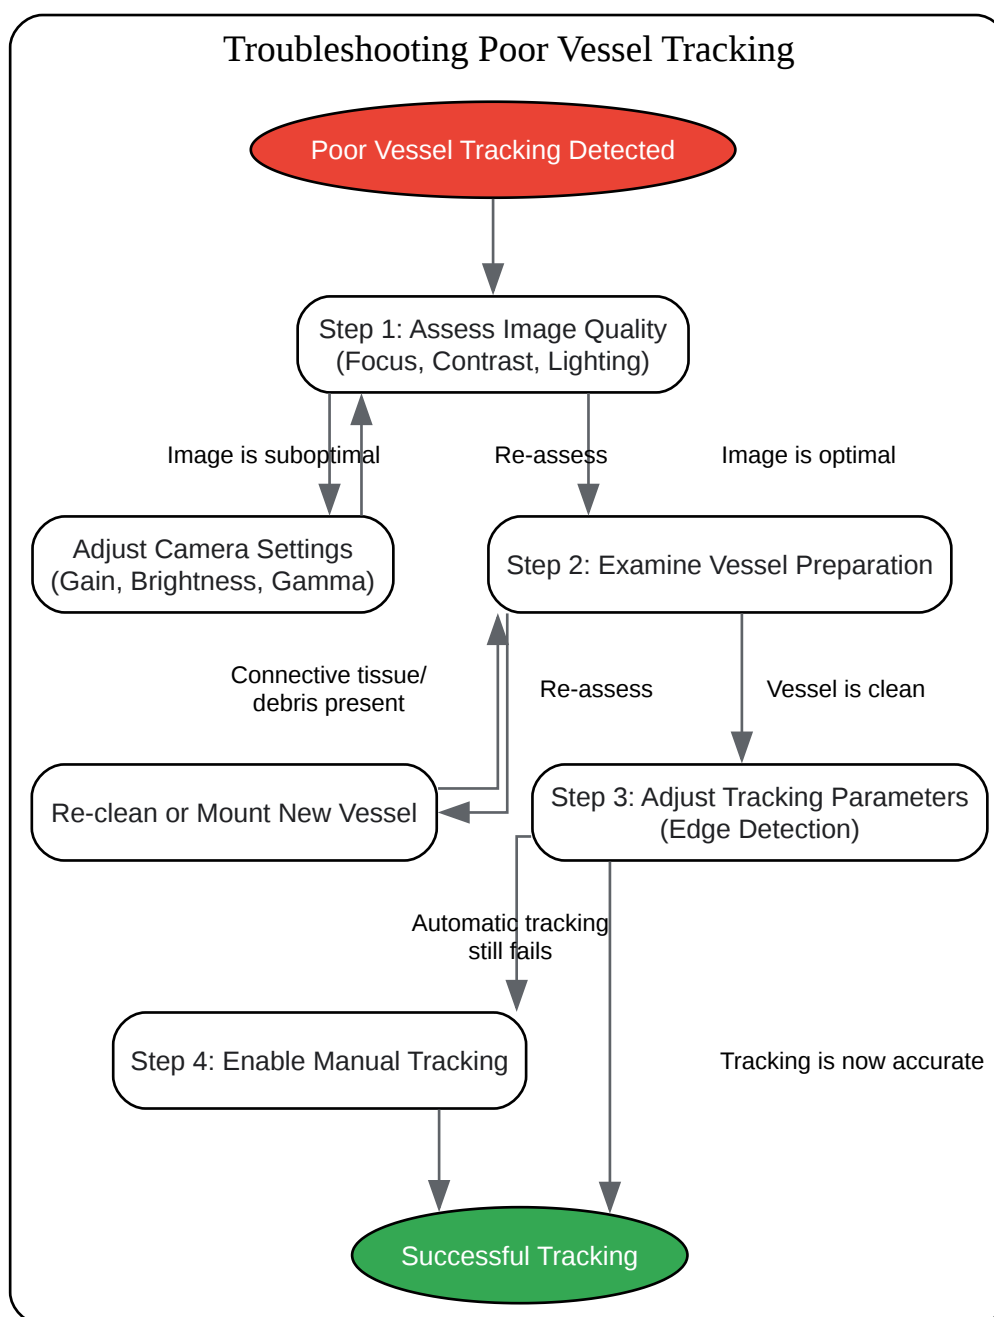 Troubleshooting Poor Vessel Tracking
Poor Vessel Tracking Detected
Step 1: Assess Image Quality
(Focus, Contrast, Lighting)
Image is suboptimal
Re-assess
Image is optimal
Adjust Camera Settings
(Gain, Brightness, Gamma)
Step 2: Examine Vessel Preparation
Connective tissue/
debris present
Re-assess
Vessel is clean
Re-clean or Mount New Vessel
Step 3: Adjust Tracking Parameters
(Edge Detection)
Automatic tracking
still fails
Step 4: Enable Manual Tracking
Tracking is now accurate
Successful Tracking